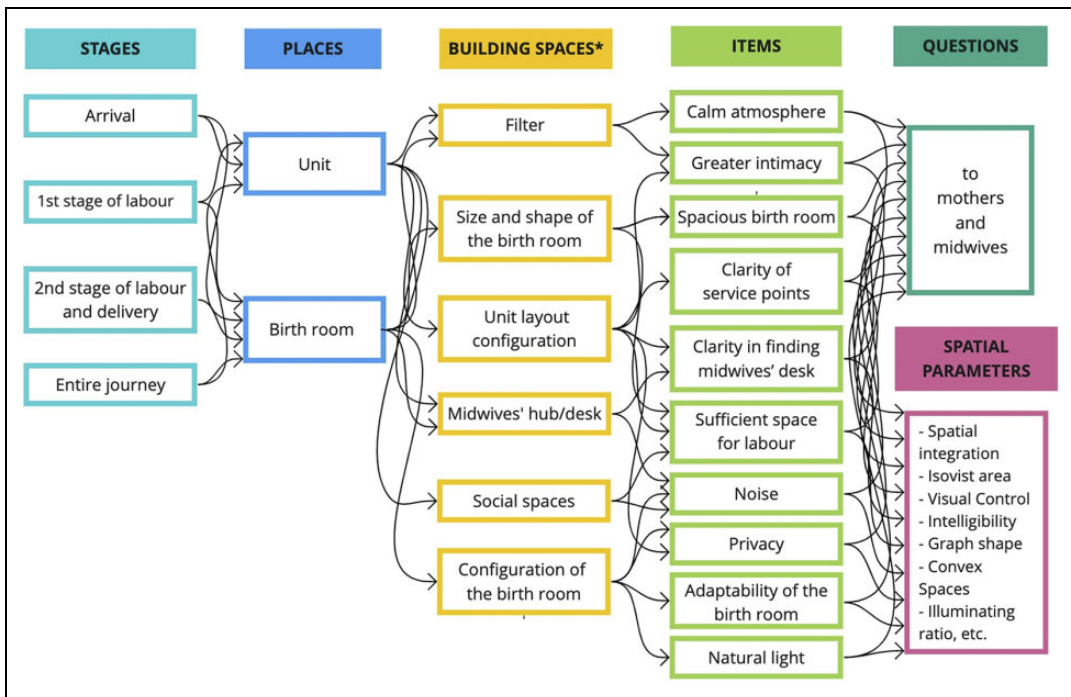 STAGES
PLACES
BUILDING SPACES*
ITEMS
QUESTIONS
Arrival
1st stage of labour
2nd stage of labour
and delivery
Entire journey
Unit
Birth room
Filter
Size and shape of
the birth room
Unit layout
configuration
Midwives' hub/desk
Social spaces
Configuration of
the birth room
Calm atmosphere
Greater intimacy
Spacious birth room
Clarity of
service points
Clarity in finding
midwives’ desk
Sufficient space
for labour
Noise
Privacy
Adaptability of the
birth room
Natural light
to
mothers
and
midwives
SPATIAL
PARAMETERS
- Spatial
integration
- Isovist area
- Visual Control
- Intelligibility
- Graph shape
- Convex
Spaces
- Illuminating
ratio, etc.